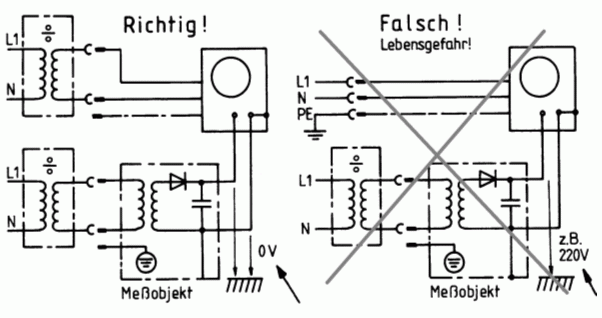 Richtig!
Falsch!
Lebensgefahr!
L1
N
L1
N
PE
L1
N
0V
Meßobjekt
L1
N
z.B.
220V
Meßobjekt